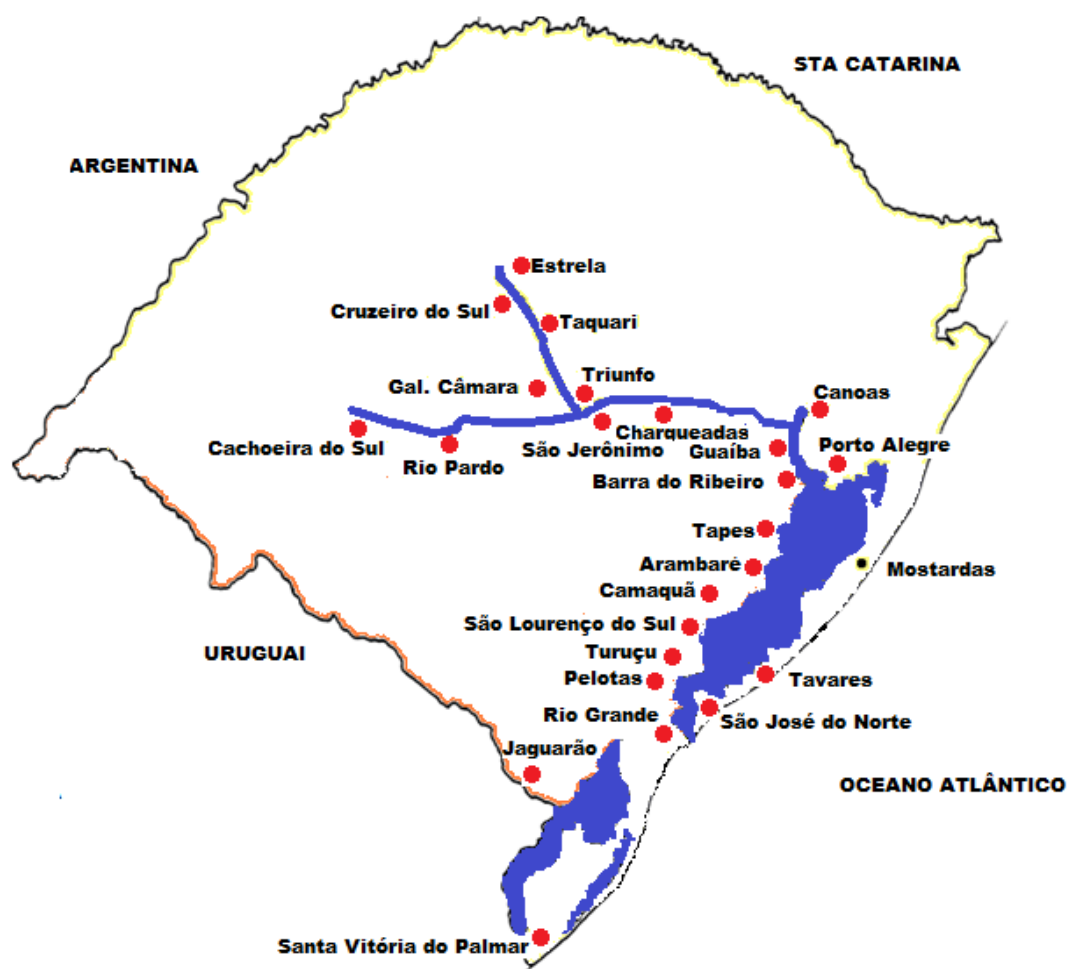 STA CATARINA
ARGENTINA
Estrela
Cruzeiro do Sul
Taquari
Triunfo
Gal. Câmara
Canoas
Charqueadas
São Jerônimo
Cachoeira do Sul
Rio Pardo
Guaíba
Porto Alegre
Barra do Ribeiro
Tapes
Arambaré
Mostardas
Camaquã
São Lourenço do Sul
URUGUAI
Turuçu
Pelotas
Tavares
Rio Grande
São José do Norte
Jaguarão
OCEANO ATLÂNTICO
Santa Vitória do Palmar